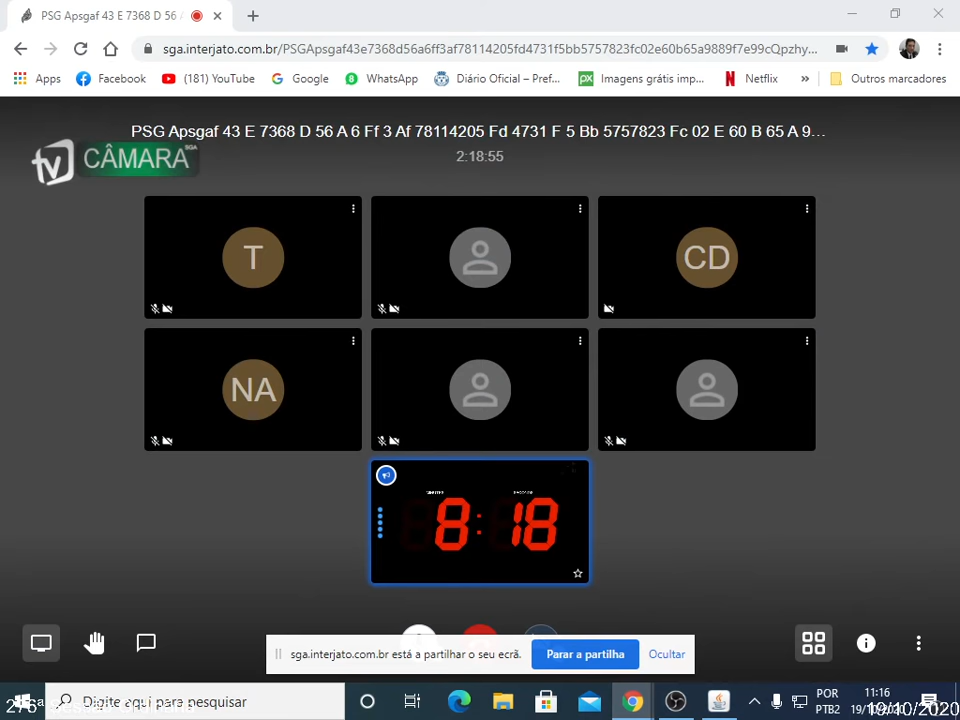 PSG Apsgaf 43 E 7368 D 56 A
sga.interjato.com.br/PSGApsgaf43e7368d56a6ff3af78114205fd4731f5bb5757823fc02e60b65a9889f7e99cQpzhy...
Apps Facebook (181) YouTube Google WhatsApp Diário Oficial – Pref... Imagens grátis imp... Netflix » Outros marcadores
PSG Apsgaf 43 E 7368 D 56 A 6 Ff 3 Af 78114205 Fd 4731 F 5 Bb 5757823 Fc 02 E 60 B 65 A 9...
tv CÂMARA SGA
2:18:55
T
CD
NA
8:18
sga.interjato.com.br está a partilhar o seu ecrã. Parar a partilha Ocultar
Digite aqui para pesquisar
POR
PTB2
11:16
19/10/2020